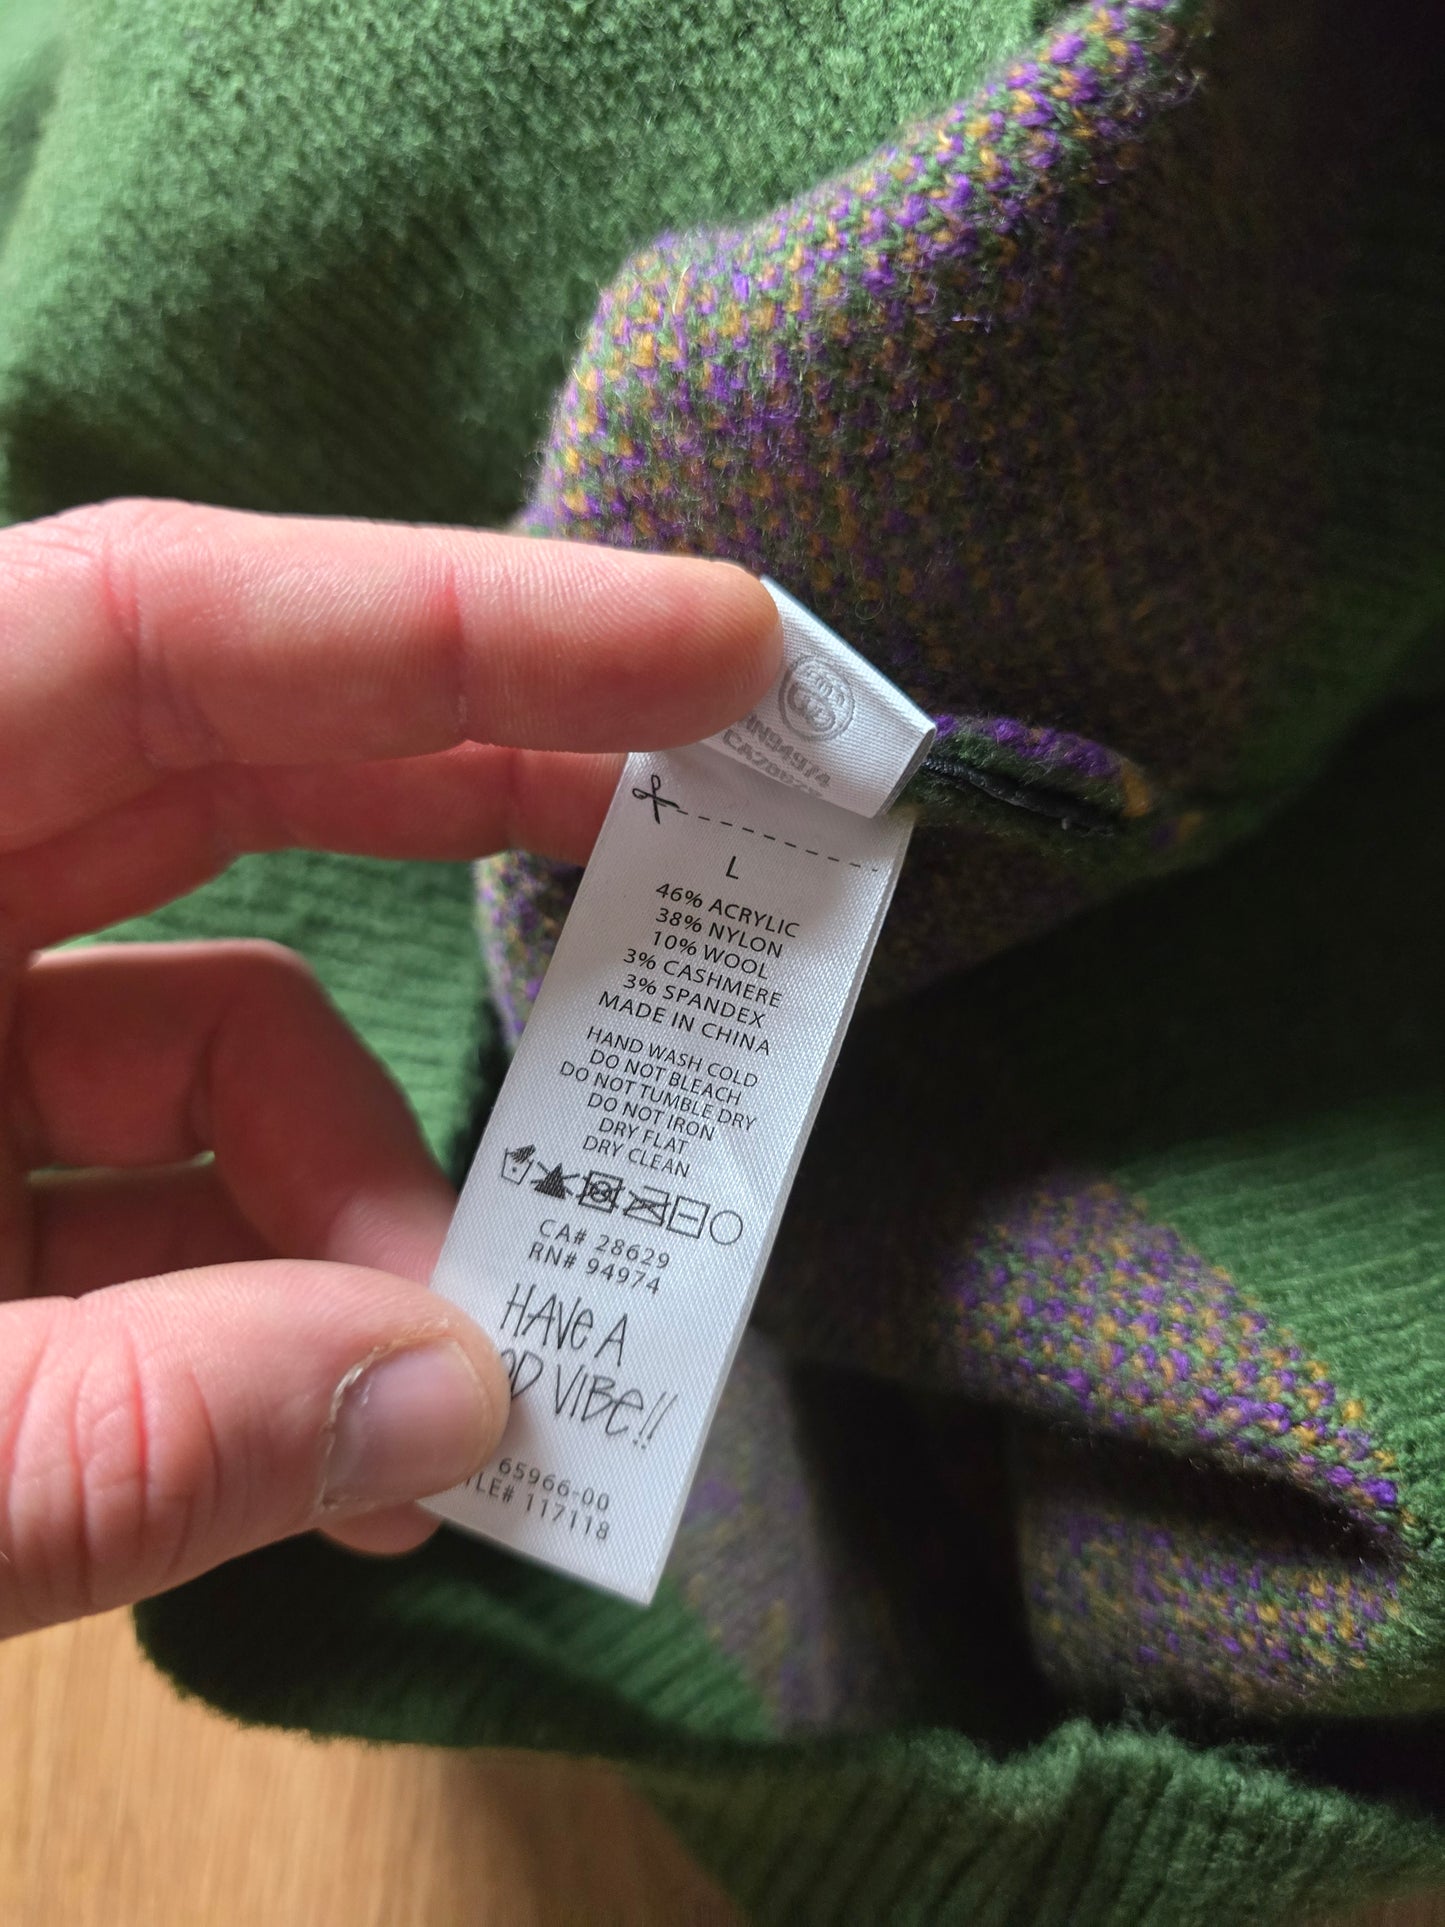 RN94974
L
46% ACRYLIC
38% NYLON
10% WOOL
3% CASHMERE
3% SPANDEX
MADE IN CHINA
HAND WASH COLD
DO NOT BLEACH
DO NOT TUMBLE DRY
DO NOT IRON
DRY FLAT
DRY CLEAN
CA# 28629
RN# 94974
HAVE A
VIBE!!
65966-00
117118